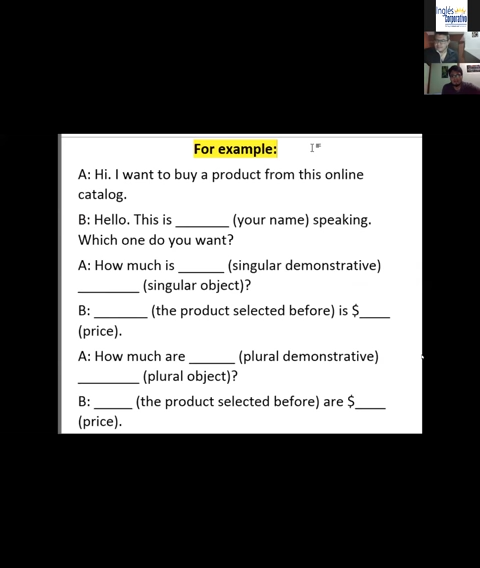 Inglés
Corporativo
For example:
A: Hi. I want to buy a product from this online
catalog.
B: Hello. This is _______ (your name) speaking.
Which one do you want?
A: How much is ______ (singular demonstrative)
________ (singular object)?
B: _______ (the product selected before) is $____
(price).
A: How much are ______ (plural demonstrative)
________ (plural object)?
B: _____ (the product selected before) are $____
(price).